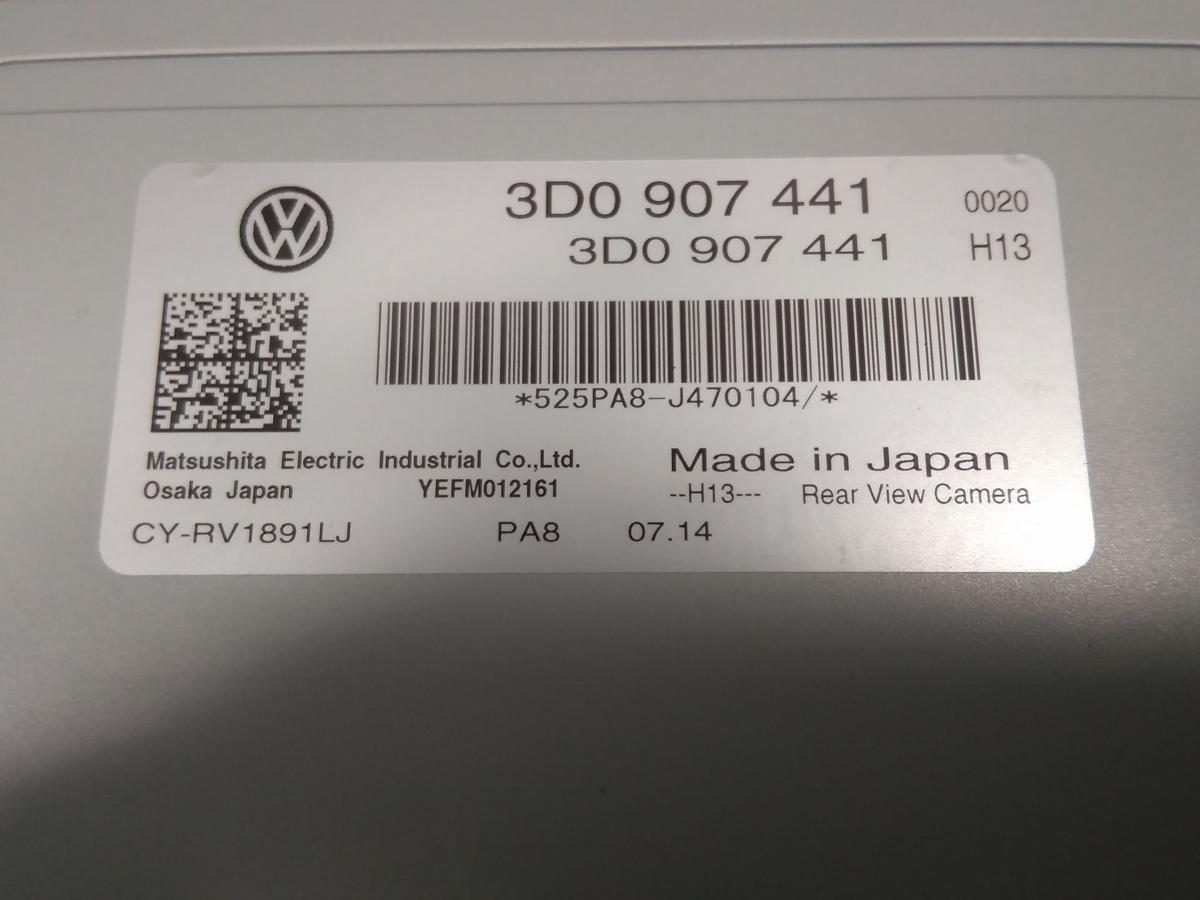 3D0 907 441 0020
3D0 907 441 H13
*525PA8-J470104/*
Matsushita Electric Industrial Co.,Ltd. Made in Japan
Osaka Japan YEFM012161 --H13--- Rear View Camera
CY-RV1891LJ PA8 07.14